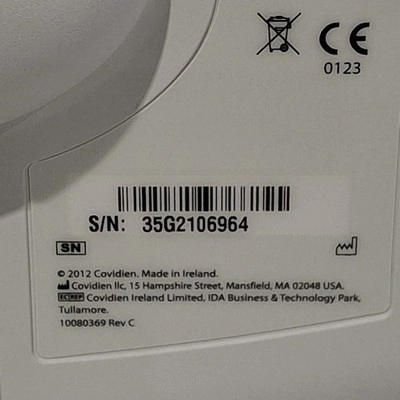 CE
0123
S/N: 35G2106964
SN
© 2012 Covidien. Made in Ireland.
Covidien llc, 15 Hampshire Street, Mansfield, MA 02048 USA.
EC REP Covidien Ireland Limited, IDA Business & Technology Park,
Tullamore.
10080369 Rev C